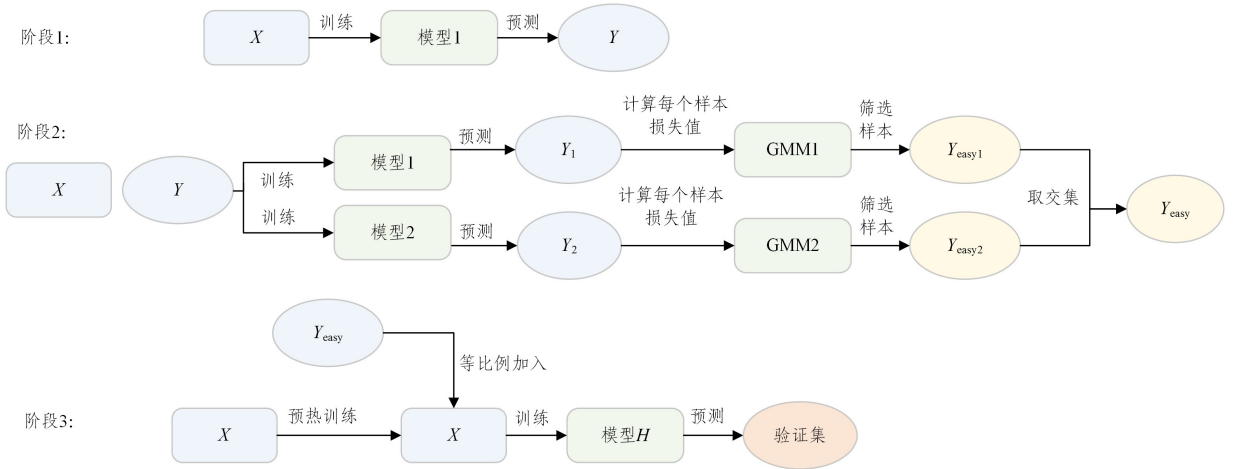 阶段1:
X
训练
模型1
预测
Y
阶段2:
X
Y
训练
训练
模型1
预测
Y1
计算每个样本
损失值
GMM1
筛选
样本
Yeasy1
模型2
预测
Y2
计算每个样本
损失值
GMM2
筛选
样本
Yeasy2
取交集
Yeasy
Yeasy
等比例加入
阶段3:
X
预热训练
X
训练
模型H
预测
验证集